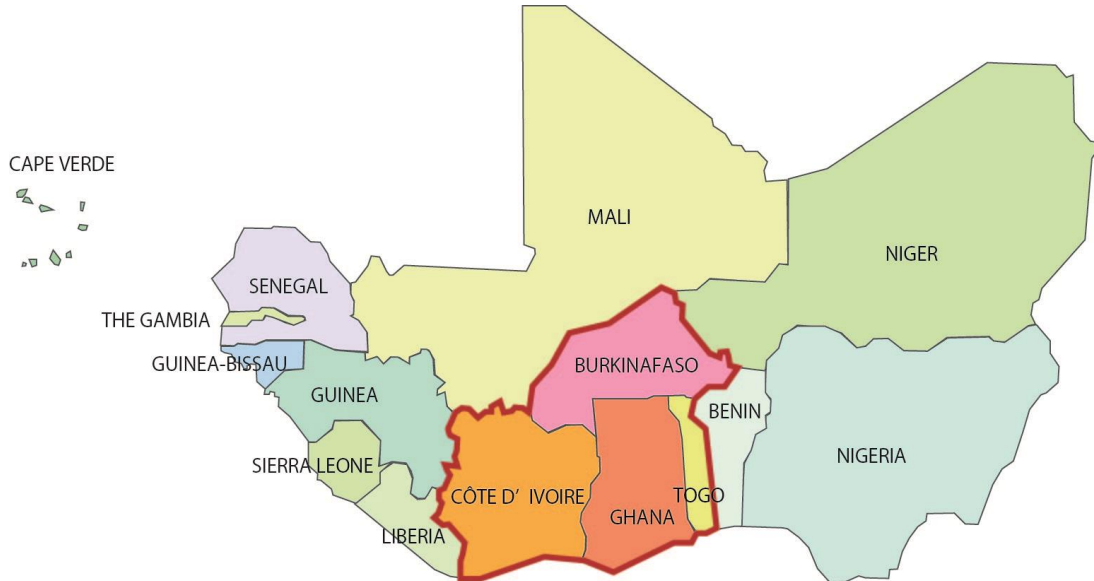 CAPE VERDE
MALI
NIGER
SENEGAL
THE GAMBIA
GUINEA-BISSAU
BURKINAFASO
GUINEA
BENIN
NIGERIA
SIERRA LEONE
CÔTE D’ IVOIRE
TOGO
GHANA
LIBERIA